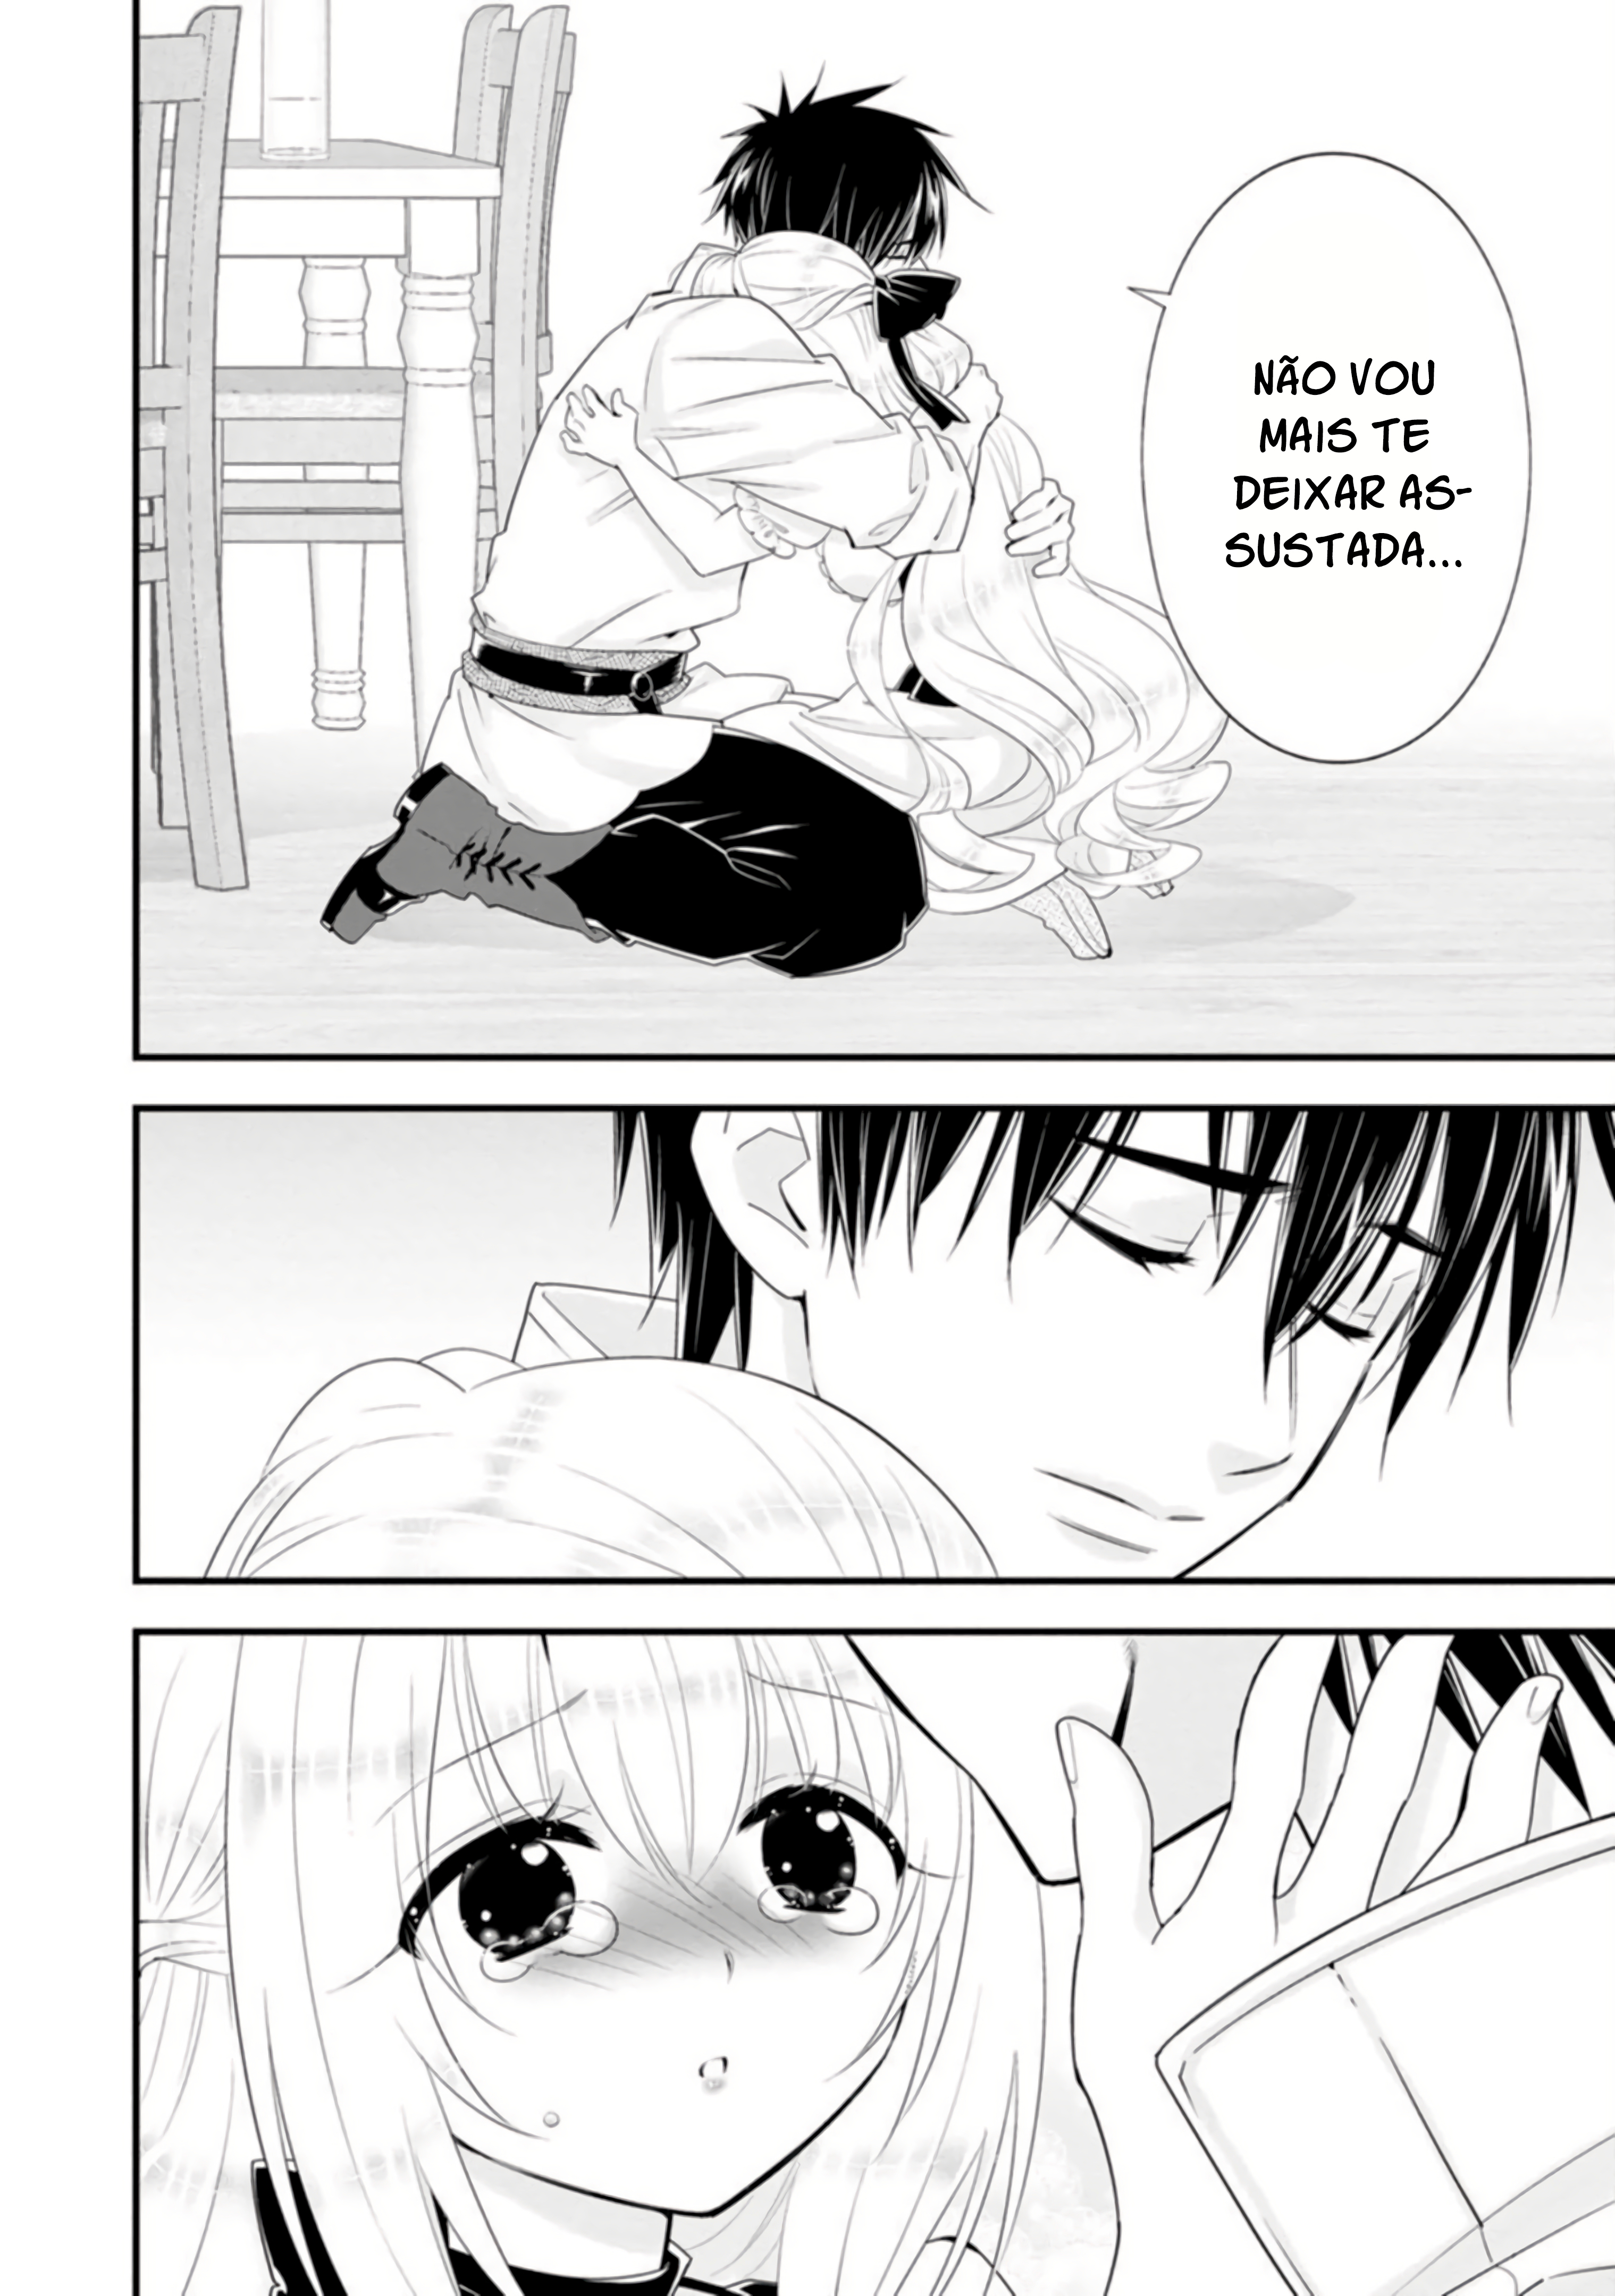 NÃO VOU
MAIS TE
DEIXAR AS-
SUSTADA...